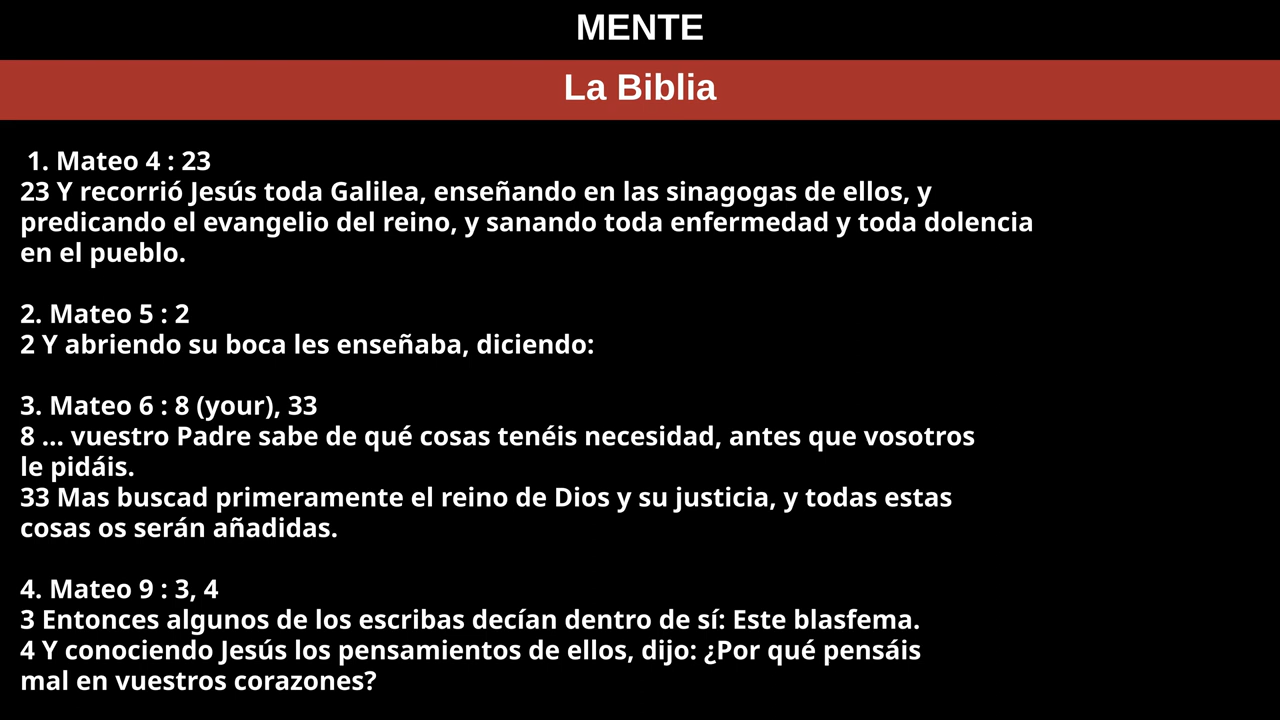 MENTE
La Biblia
1. Mateo 4 : 23
23 Y recorrió Jesús toda Galilea, enseñando en las sinagogas de ellos, y
predicando el evangelio del reino, y sanando toda enfermedad y toda dolencia
en el pueblo.
2. Mateo 5 : 2
2 Y abriendo su boca les enseñaba, diciendo:
3. Mateo 6 : 8 (your), 33
8 ... vuestro Padre sabe de qué cosas tenéis necesidad, antes que vosotros
le pidáis.
33 Mas buscad primeramente el reino de Dios y su justicia, y todas estas
cosas os serán añadidas.
4. Mateo 9 : 3, 4
3 Entonces algunos de los escribas decían dentro de sí: Este blasfema.
4 Y conociendo Jesús los pensamientos de ellos, dijo: ¿Por qué pensáis
mal en vuestros corazones?